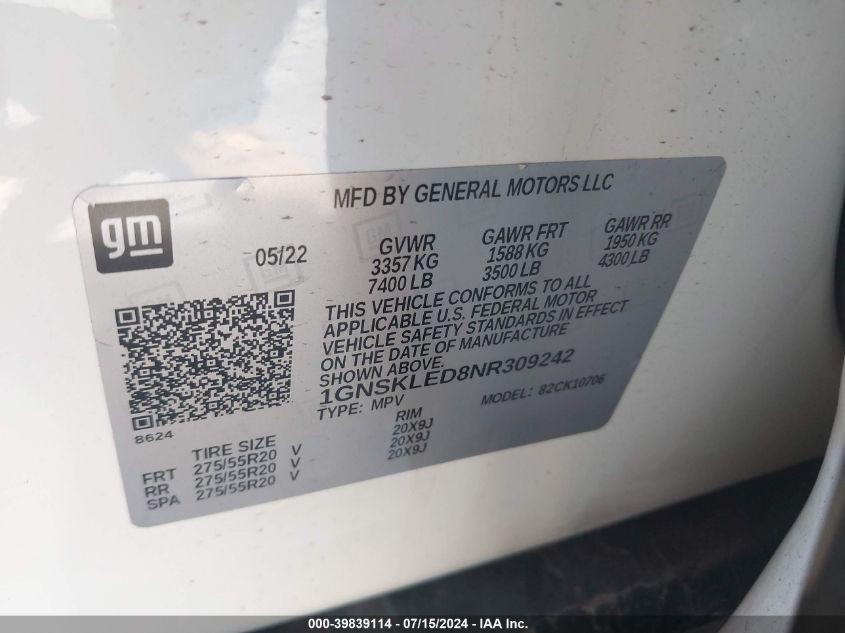 MFD BY GENERAL MOTORS LLC
gm
05/22
GVWR
3357 KG
7400 LB
GAWR FRT
1588 KG
3500 LB
GAWR RR
1950 KG
4300 LB
THIS VEHICLE CONFORMS TO ALL
APPLICABLE U.S. FEDERAL MOTOR
VEHICLE SAFETY STANDARDS IN EFFECT
ON THE DATE OF MANUFACTURE
SHOWN ABOVE.
1GNSKLED8NR309242
TYPE: MPV MODEL: 82CK10706
8624
TIRE SIZE RIM
FRT 275/55R20 V 20X9J
RR 275/55R20 V 20X9J
SPA 275/55R20 V 20X9J
000-39839114 - 07/15/2024 - IAA Inc.